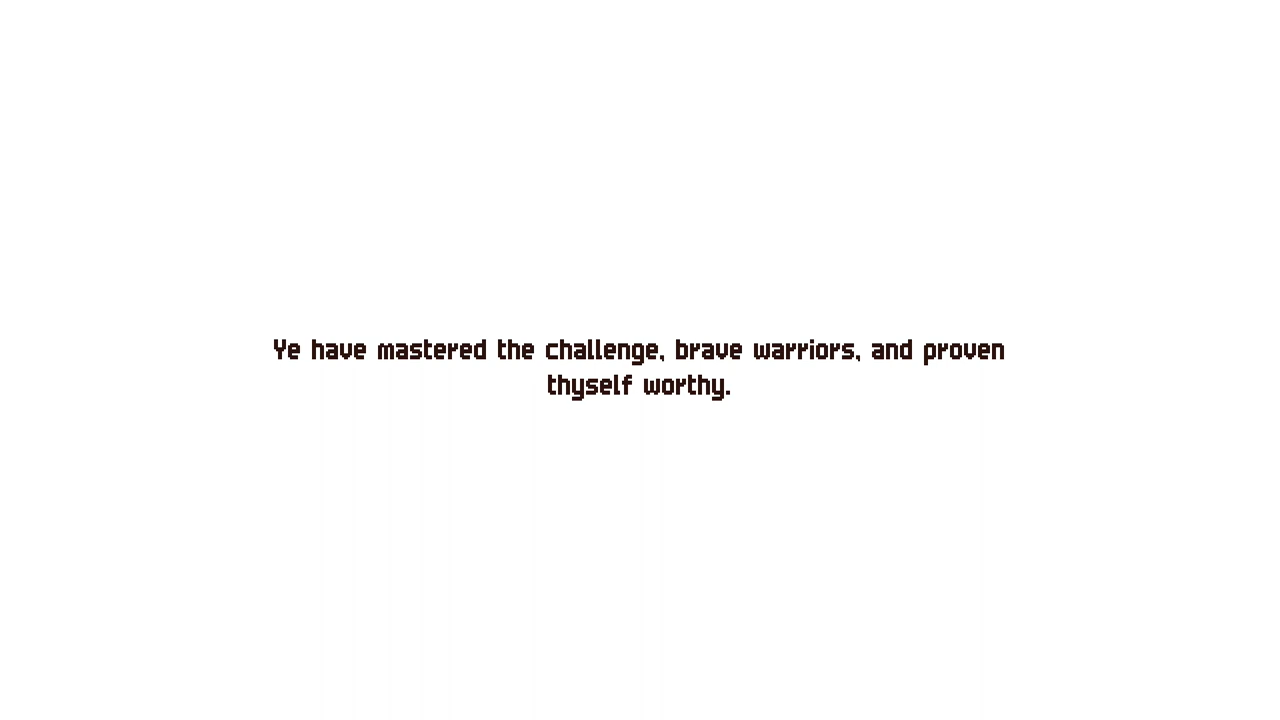 Ye have mastered the challenge, brave warriors, and proven
thyself worthy.